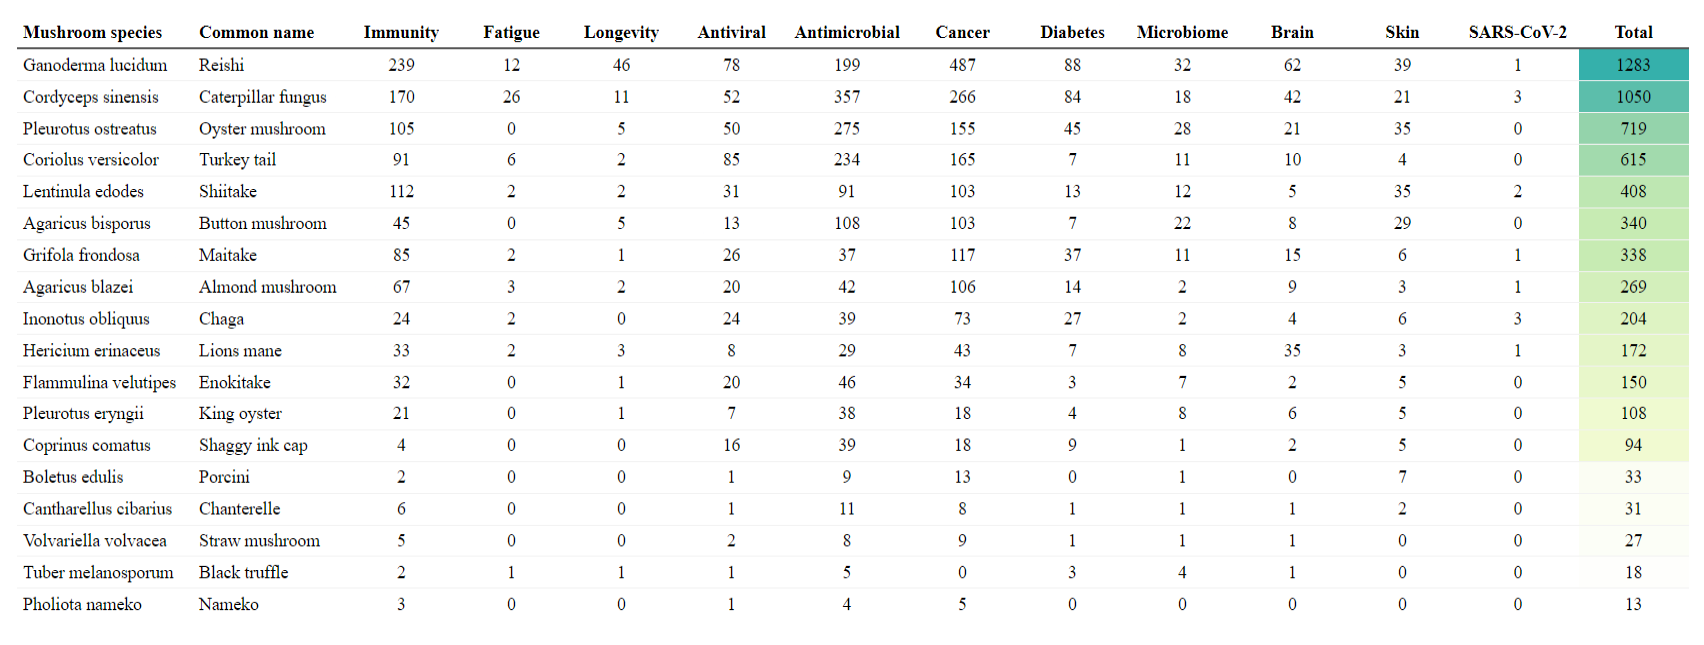 Mushroom species Common name Immunity Fatigue Longevity Antiviral Antimicrobial Cancer Diabetes Microbiome Brain Skin SARS-CoV-2 Total
Ganoderma lucidum Reishi 239 12 46 78 199 487 88 32 62 39 1 1283
Cordyceps sinensis Caterpillar fungus 170 26 11 52 357 266 84 18 42 21 3 1050
Pleurotus ostreatus Oyster mushroom 105 0 5 50 275 155 45 28 21 35 0 719
Coriolus versicolor Turkey tail 91 6 2 85 234 165 7 11 10 4 0 615
Lentinula edodes Shiitake 112 2 2 31 91 103 13 12 5 35 2 408
Agaricus bisporus Button mushroom 45 0 5 13 108 103 7 22 8 29 0 340
Grifola frondosa Maitake 85 2 1 26 37 117 37 11 15 6 1 338
Agaricus blazei Almond mushroom 67 3 2 20 42 106 14 2 9 3 1 269
Inonotus obliquus Chaga 24 2 0 24 39 73 27 2 4 6 3 204
Hericium erinaceus Lions mane 33 2 3 8 29 43 7 8 35 3 1 172
Flammulina velutipes Enokitake 32 0 1 20 46 34 3 7 2 5 0 150
Pleurotus eryngii King oyster 21 0 1 7 38 18 4 8 6 5 0 108
Coprinus comatus Shaggy ink cap 4 0 0 16 39 18 9 1 2 5 0 94
Boletus edulis Porcini 2 0 0 1 9 13 0 1 0 7 0 33
Cantharellus cibarius Chanterelle 6 0 0 1 11 8 1 1 1 2 0 31
Volvariella volvacea Straw mushroom 5 0 0 2 8 9 1 1 1 0 0 27
Tuber melanosporum Black truffle 2 1 1 1 5 0 3 4 1 0 0 18
Pholiota nameko Nameko 3 0 0 1 4 5 0 0 0 0 0 13